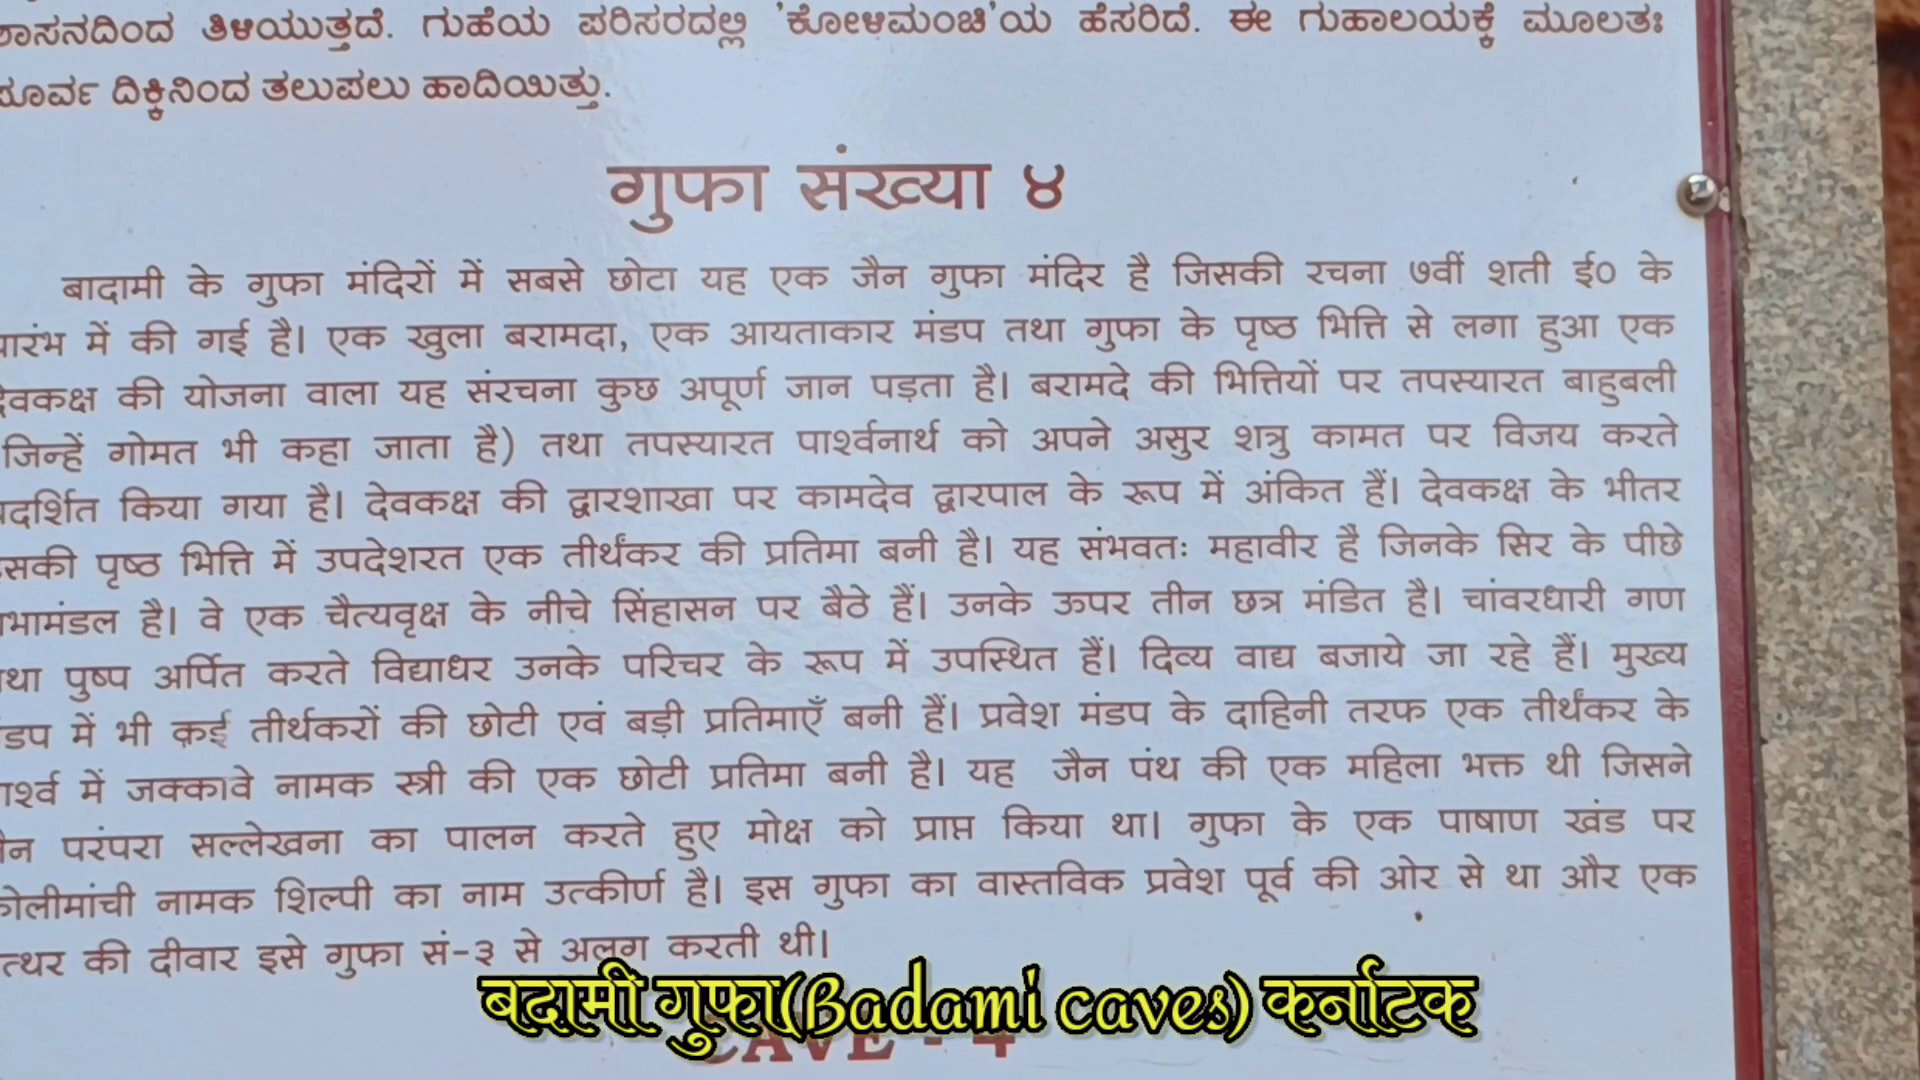 ಶಾಸನದಿಂದ ತಿಳಿಯುತ್ತದೆ. ಗುಹೆಯ ಪರಿಸರದಲ್ಲಿ 'ಕೋಳಿಮಂಚಿ'ಯ ಹೆಸರಿದೆ. ಈ ಗುಹಾಲಯಕ್ಕೆ ಮೂಲತಃ
ಪೂರ್ವ ದಿಕ್ಕಿನಿಂದ ತಲುಪಲು ಹಾದಿಯಿತ್ತು.
गुफा संख्या ४
बादामी के गुफा मंदिरों में सबसे छोटा यह एक जैन गुफा मंदिर है जिसकी रचना ७वीं शती ई० के
प्रारंभ में की गई है। एक खुला बरामदा, एक आयताकार मंडप तथा गुफा के पृष्ठ भित्ति से लगा हुआ एक
देवकक्ष की योजना वाला यह संरचना कुछ अपूर्ण जान पड़ता है। बरामदे की भित्तियों पर तपस्यारत बाहुबली
(जिन्हें गोमत भी कहा जाता है) तथा तपस्यारत पार्श्वनार्थ को अपने असुर शत्रु कामत पर विजय करते
प्रदर्शित किया गया है। देवकक्ष की द्वारशाखा पर कामदेव द्वारपाल के रूप में अंकित हैं। देवकक्ष के भीतर
उसकी पृष्ठ भित्ति में उपदेशरत एक तीर्थंकर की प्रतिमा बनी है। यह संभवतः महावीर है जिनके सिर के पीछे
प्रभामंडल है। वे एक चैत्यवृक्ष के नीचे सिंहासन पर बैठे हैं। उनके ऊपर तीन छत्र मंडित है। चांवरधारी गण
तथा पुष्प अर्पित करते विद्याधर उनके परिचर के रूप में उपस्थित हैं। दिव्य वाद्य बजाये जा रहे हैं। मुख्य
मंडप में भी कई तीर्थकरों की छोटी एवं बड़ी प्रतिमाएँ बनी हैं। प्रवेश मंडप के दाहिनी तरफ एक तीर्थंकर के
पार्श्व में जक्कावे नामक स्त्री की एक छोटी प्रतिमा बनी है। यह जैन पंथ की एक महिला भक्त थी जिसने
जैन परंपरा सल्लेखना का पालन करते हुए मोक्ष को प्राप्त किया था। गुफा के एक पाषाण खंड पर
कोलीमांची नामक शिल्पी का नाम उत्कीर्ण है। इस गुफा का वास्तविक प्रवेश पूर्व की ओर से था और एक
पत्थर की दीवार इसे गुफा सं-३ से अलग करती थी।
बदामी गुफा(Badami caves) कर्नाटक
CAVE - 4